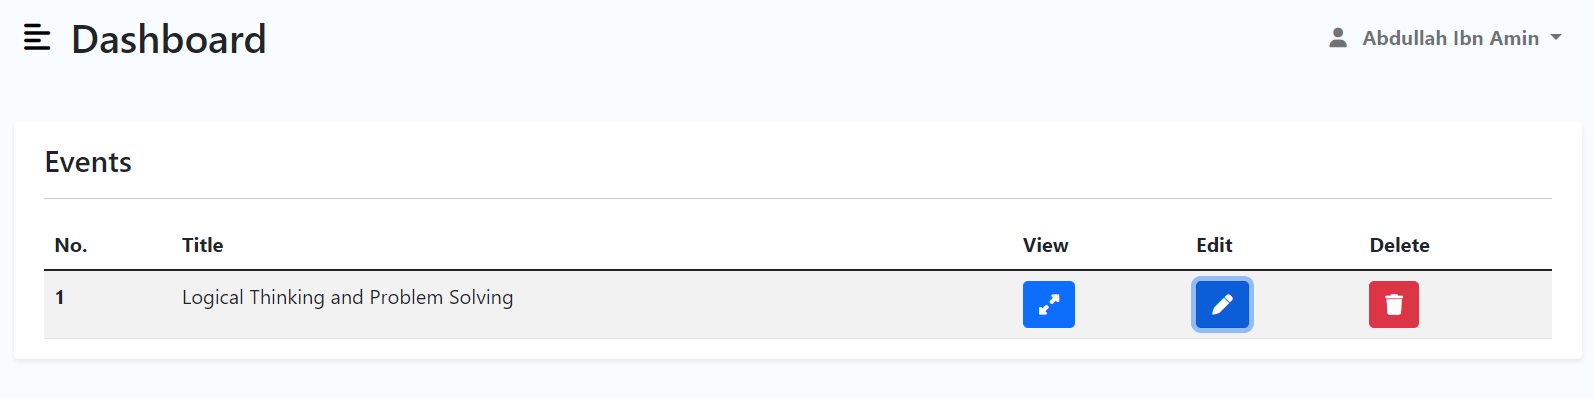 Dashboard
Abdullah Ibn Amin
Events
No. Title View Edit Delete
1 Logical Thinking and Problem Solving